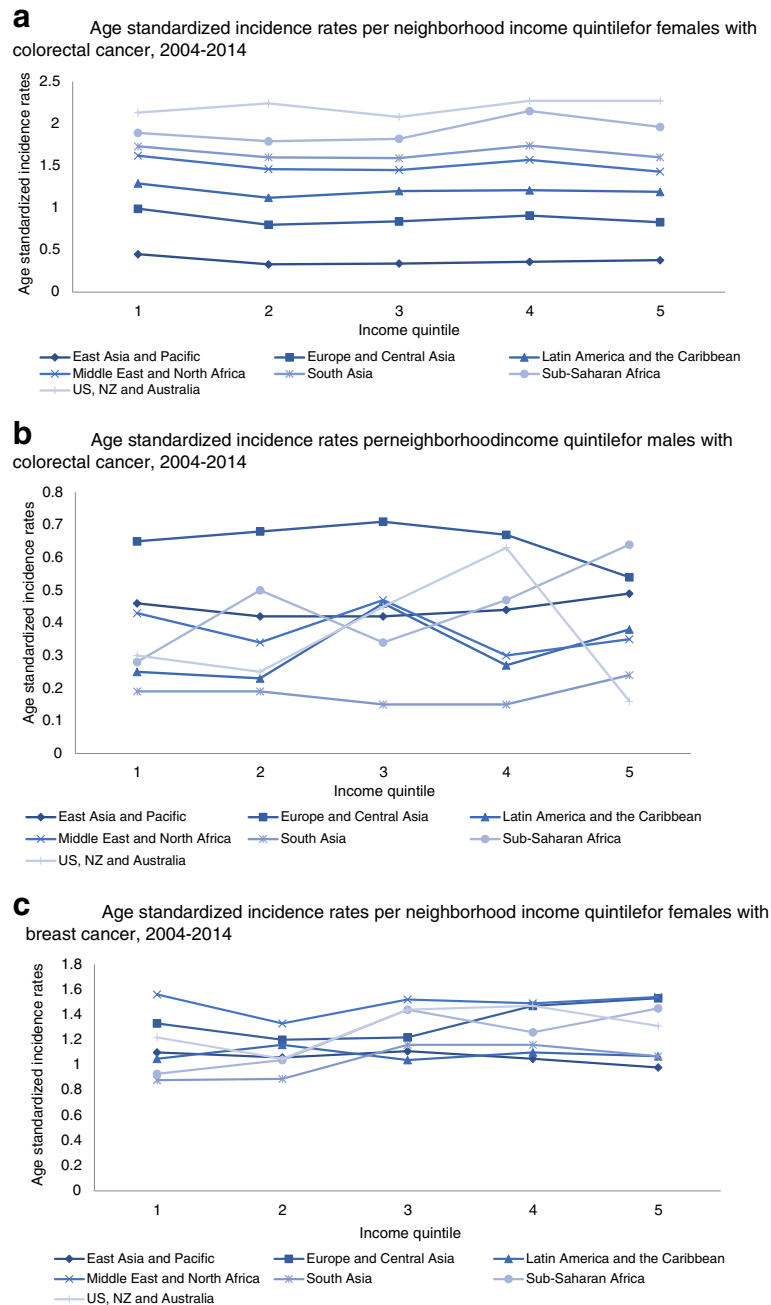 a
Age standardized incidence rates per neighborhood income quintilefor females with
colorectal cancer, 2004-2014
Age standardized incidence rates
2.5
2
1.5
1
0.5
0
1 2 3 4 5
Income quintile
East Asia and Pacific Europe and Central Asia Latin America and the Caribbean
Middle East and North Africa South Asia Sub-Saharan Africa
US, NZ and Australia
b
Age standardized incidence rates perneighborhoodincome quintilefor males with
colorectal cancer, 2004-2014
Age standardized incidence rates
0.8
0.7
0.6
0.5
0.4
0.3
0.2
0.1
0
1 2 3 4 5
Income quintile
East Asia and Pacific Europe and Central Asia Latin America and the Caribbean
Middle East and North Africa South Asia Sub-Saharan Africa
US, NZ and Australia
c
Age standardized incidence rates per neighborhood income quintilefor females with
breast cancer, 2004-2014
Age standardized incidence rates
1.8
1.6
1.4
1.2
1
0.8
0.6
0.4
0.2
0
1 2 3 4 5
Income quintile
East Asia and Pacific Europe and Central Asia Latin America and the Caribbean
Middle East and North Africa South Asia Sub-Saharan Africa
US, NZ and Australia